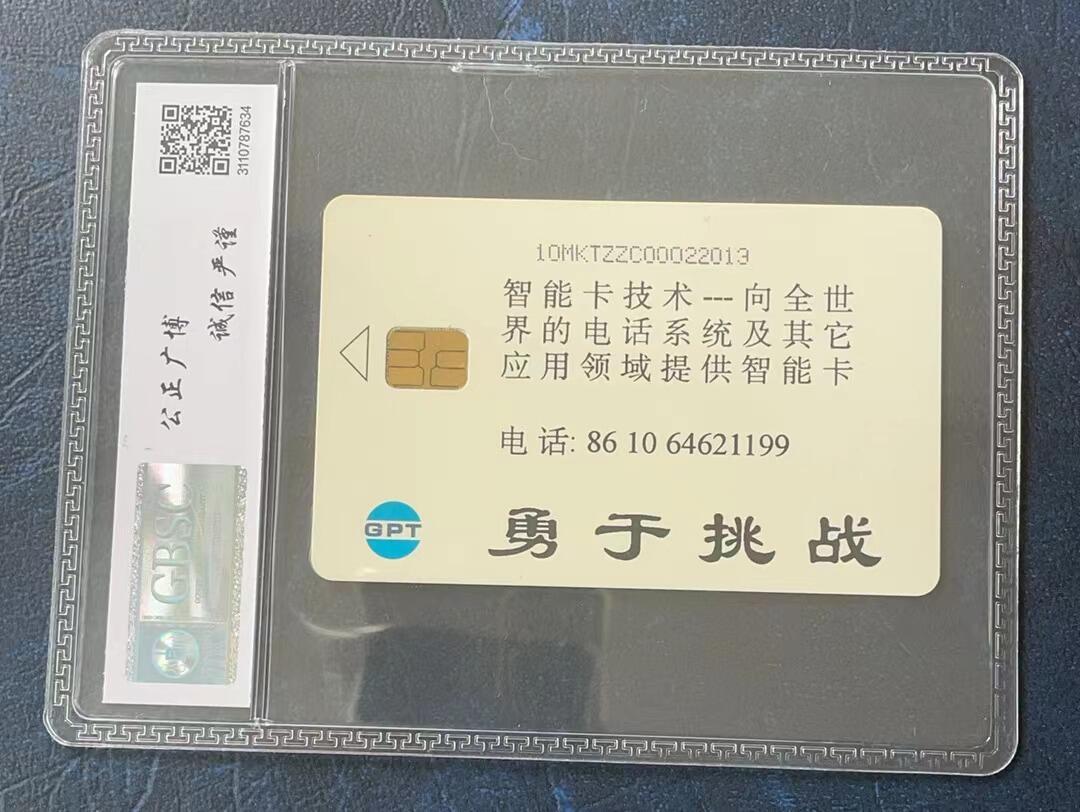 3110787634
公正广博
诚信严谨
GBSC
10MKTZZC00022013
智能卡技术---向全世
界的电话系统及其它
应用领域提供智能卡
电话: 86 10 64621199
GPT
勇于挑战